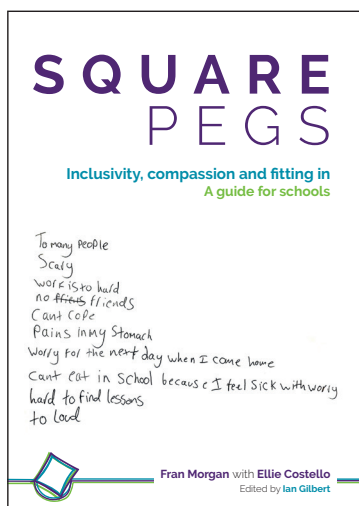 SQUARE
PEGS
Inclusivity, compassion and fitting in
A guide for schools
To many people
Scary
work is to hard
no friends
Cant cope
Pains in my Stomach
Worry for the next day when I come home
Cant eat in School because I feel Sick with worry
hard to find lessons
to loud
Fran Morgan with Ellie Costello
Edited by Ian Gilbert